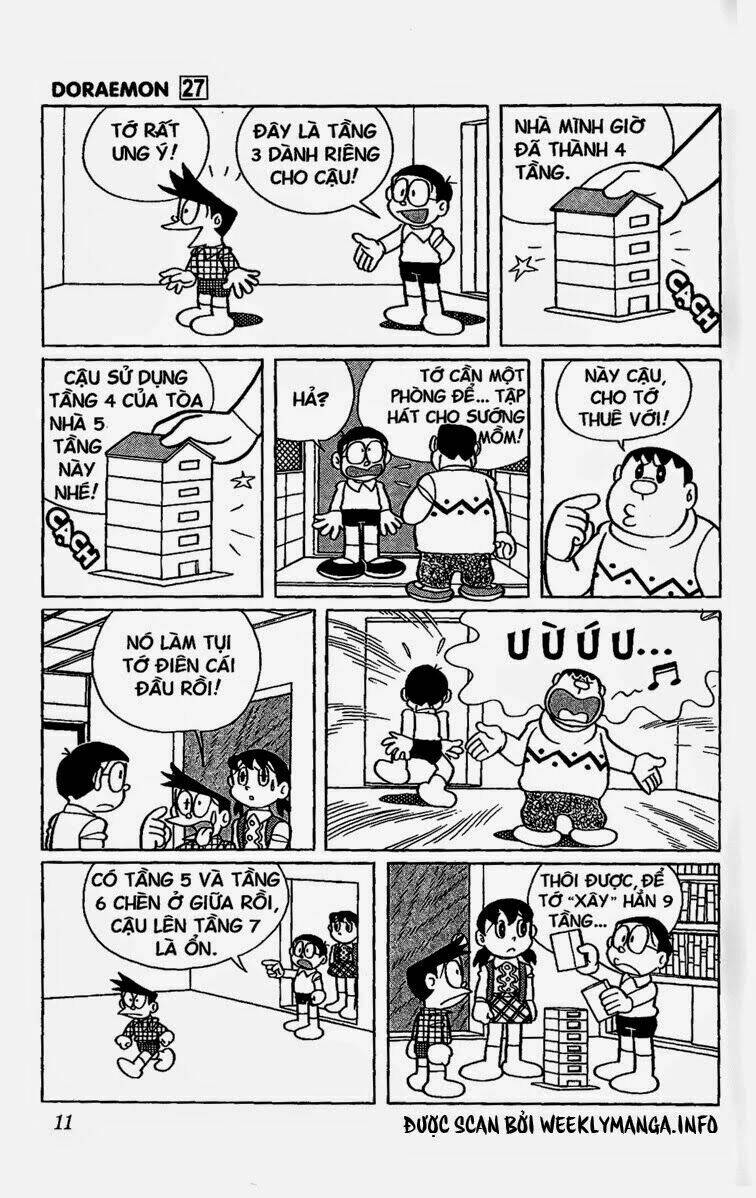 DORAEMON 27
TỚ RẤT
ƯNG Ý!
ĐÂY LÀ TẦNG
3 DÀNH RIÊNG
CHO CẬU!
NHÀ MÌNH GIỜ
ĐÃ THÀNH 4
TẦNG.
CẠCH
CẬU SỬ DỤNG
TẦNG 4 CỦA TÒA
NHÀ 5
TẦNG
NÀY
NHÉ!
CẠCH
HẢ?
TỚ CẦN MỘT
PHÒNG ĐỂ... TẬP
HÁT CHO SƯỚNG
MỒM!
NÀY CẬU,
CHO TỚ
THUÊ VỚI!
NÓ LÀM TỤI
TỚ ĐIÊN CÁI
ĐẦU RỒI!
Ư Ừ Ứ Ư...
CÓ TẦNG 5 VÀ TẦNG
6 CHÈN Ở GIỮA RỒI,
CẬU LÊN TẦNG 7
LÀ ỔN.
THÔI ĐƯỢC, ĐỂ
TỚ "XÂY" HẲN 9
TẦNG...
11
ĐƯỢC SCAN BỞI WEEKLYMANGA.INFO